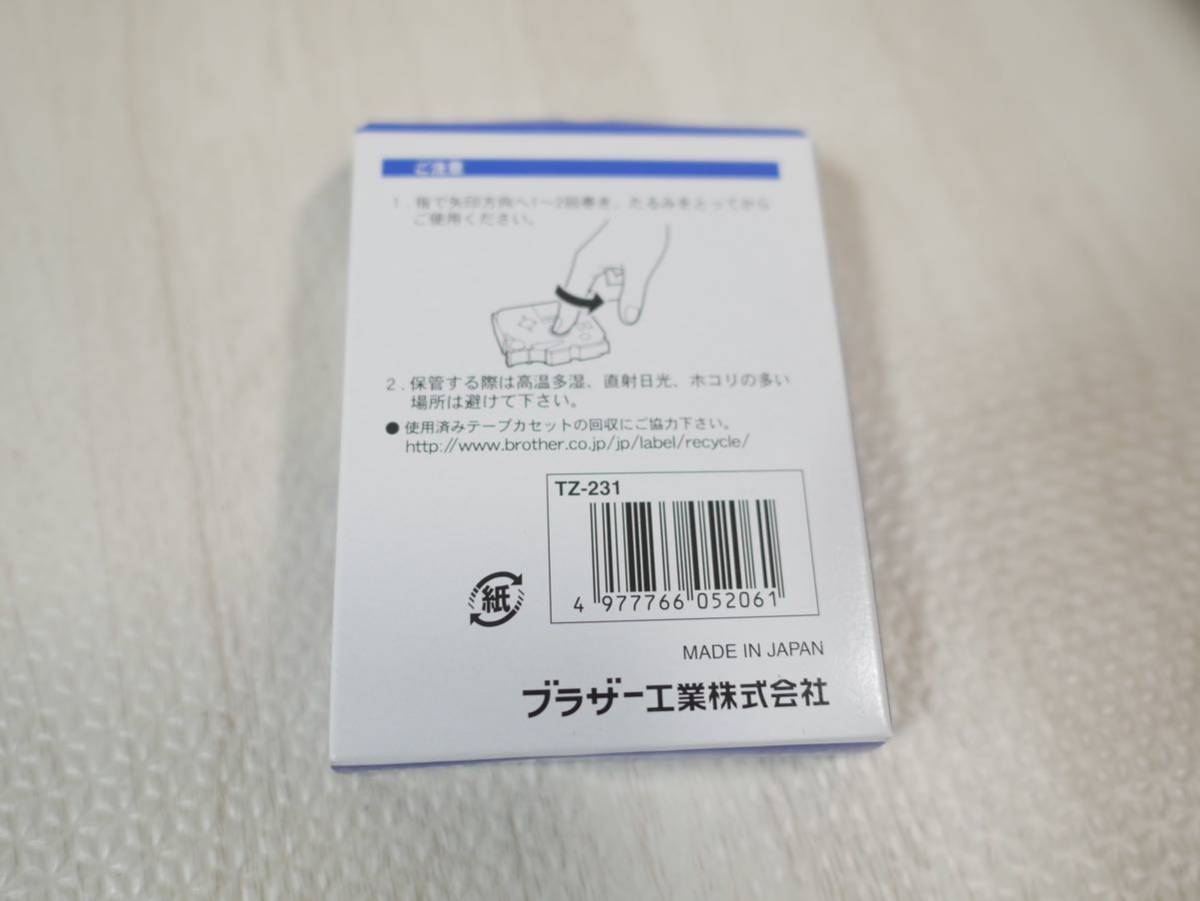 ご注意
1．指で矢印方向へ1〜2回巻き、たるみをとってから
ご使用ください。
2．保管する際は高温多湿、直射日光、ホコリの多い
場所は避けて下さい。
● 使用済みテープカセットの回収にご協力下さい。
http://www.brother.co.jp/jp/label/recycle/
TZ-231
4 977766 052061
紙
MADE IN JAPAN
ブラザー工業株式会社